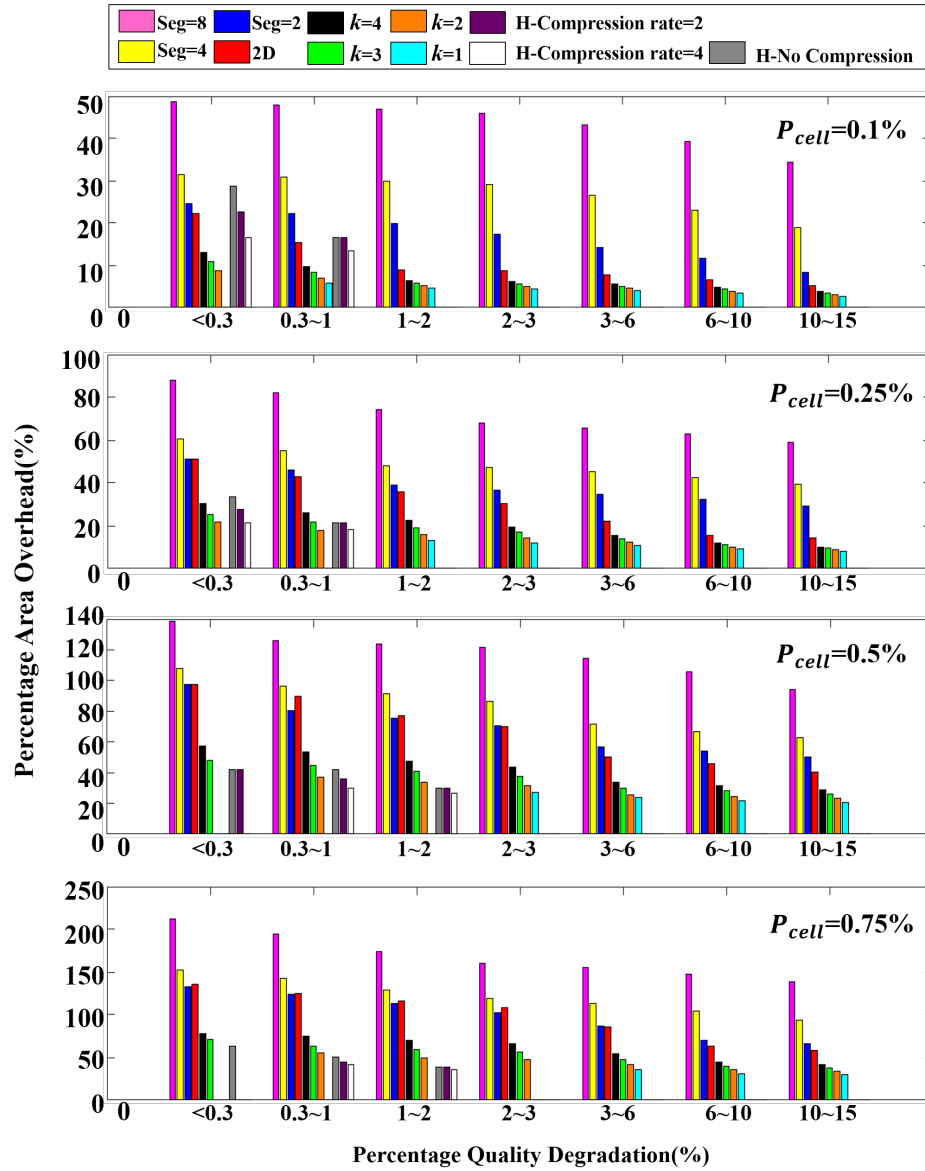 Seg=8 Seg=2 k=4 k=2 H-Compression rate=2
Seg=4 2D k=3 k=1 H-Compression rate=4 H-No Compression
Percentage Area Overhead(%)
P_cell=0.1%
50
40
30
20
10
0
0 <0.3 0.3~1 1~2 2~3 3~6 6~10 10~15
P_cell=0.25%
100
80
60
40
20
0
0 <0.3 0.3~1 1~2 2~3 3~6 6~10 10~15
P_cell=0.5%
140
120
100
80
60
40
20
0
0 <0.3 0.3~1 1~2 2~3 3~6 6~10 10~15
P_cell=0.75%
250
200
150
100
50
0
0 <0.3 0.3~1 1~2 2~3 3~6 6~10 10~15
Percentage Quality Degradation(%)